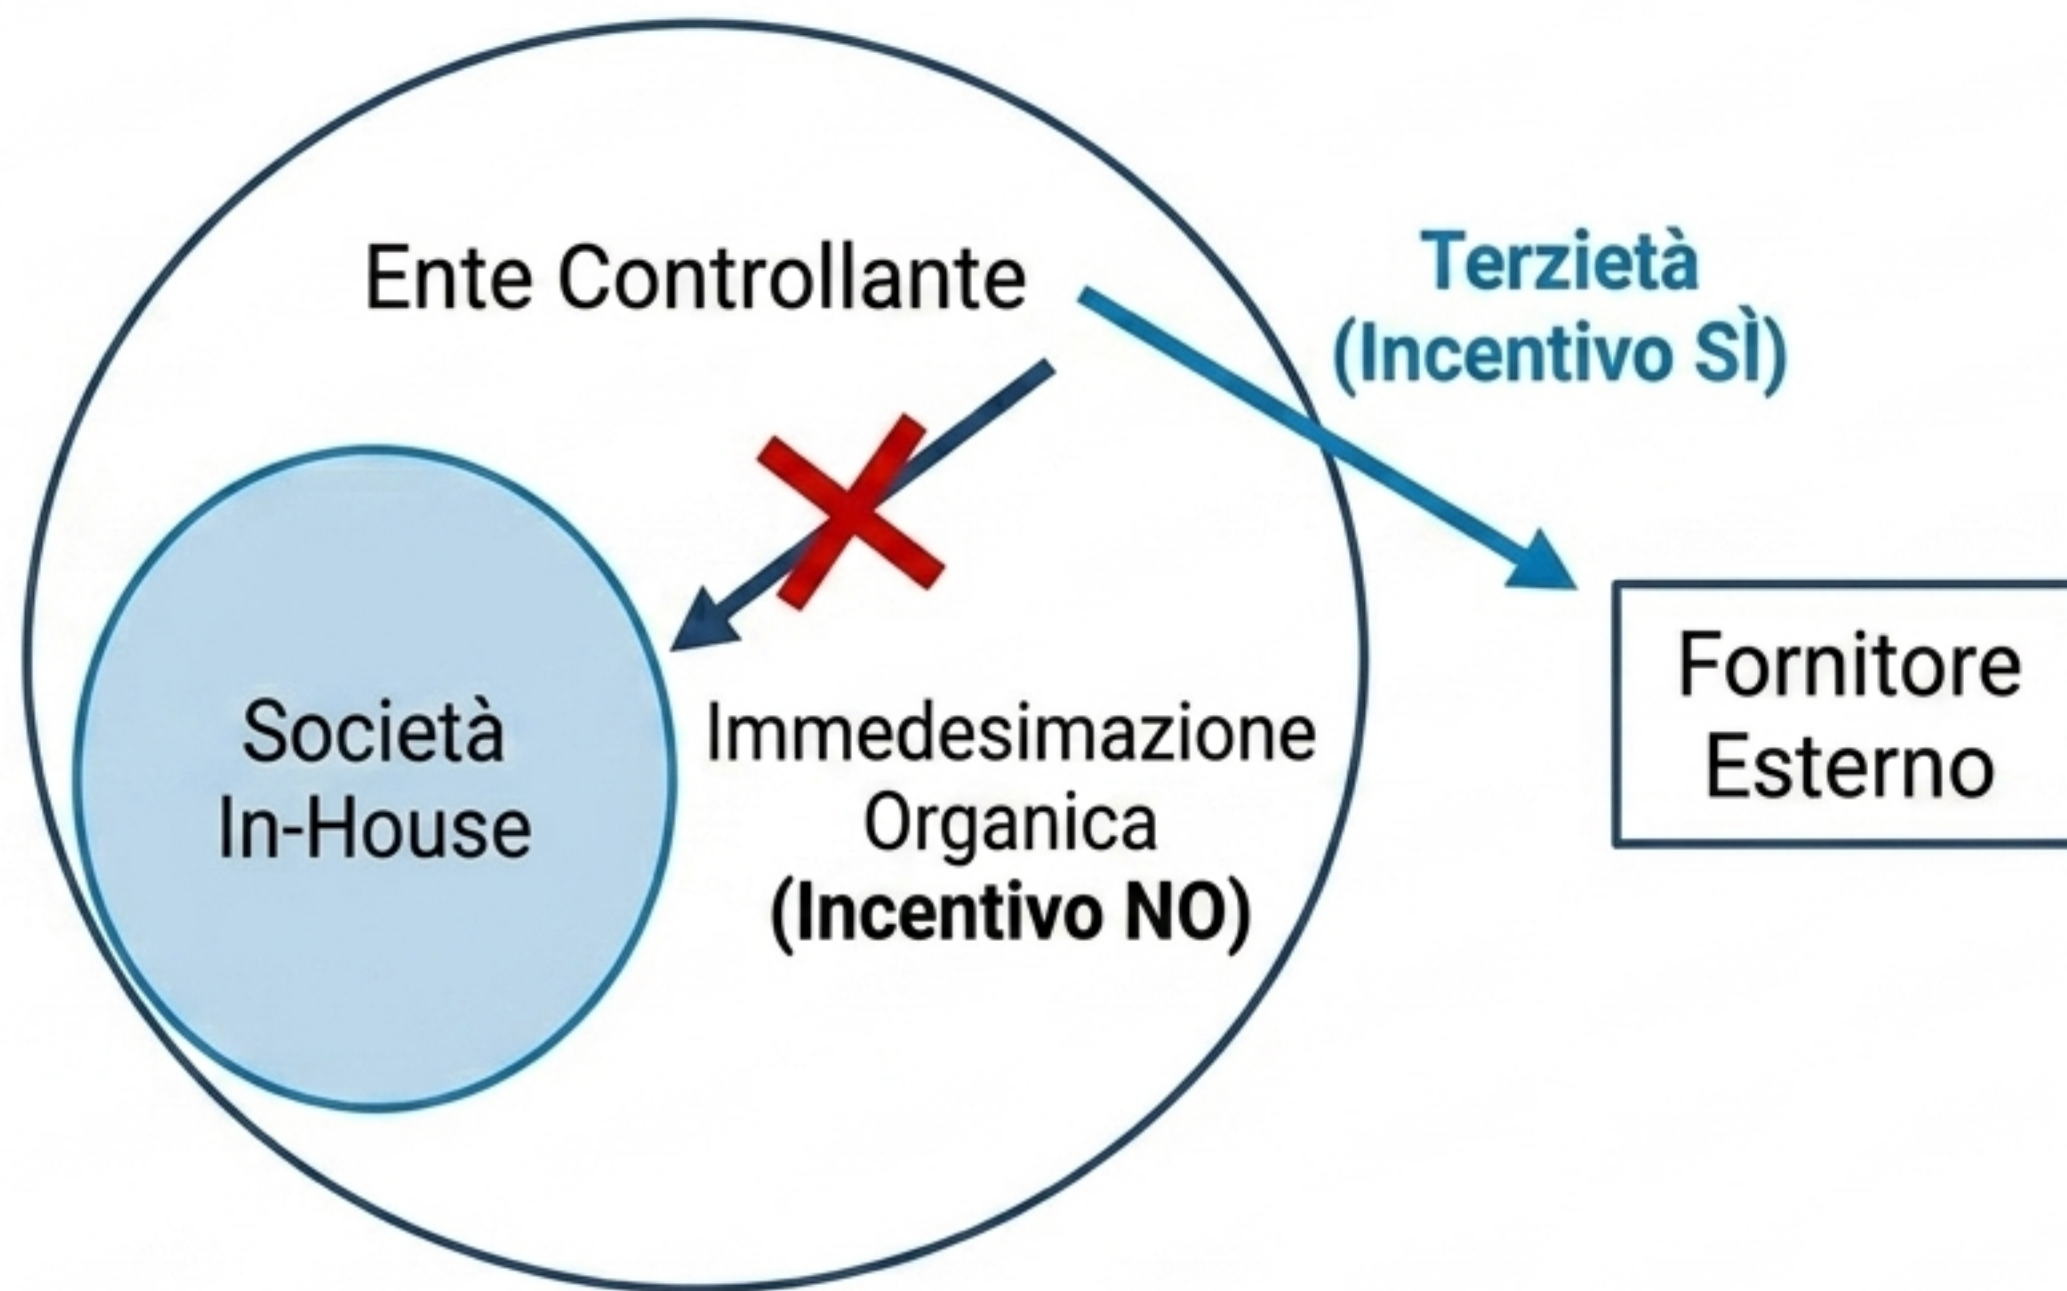 Ente Controllante
Terzietà
(Incentivo SÌ)
Società
In-House
Immedesimazione
Organica
(Incentivo NO)
Fornitore
Esterno